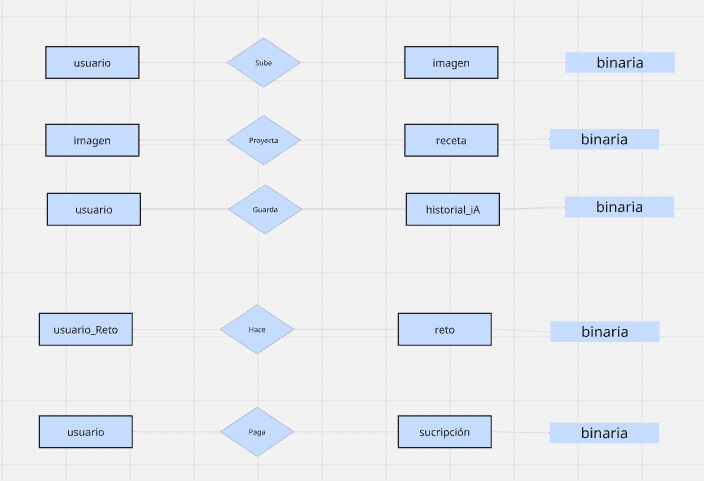 usuario Sube imagen binaria
imagen Proyecta receta binaria
usuario Guarda historial_iA binaria
usuario_Reto Hace reto binaria
usuario Paga sucripción binaria